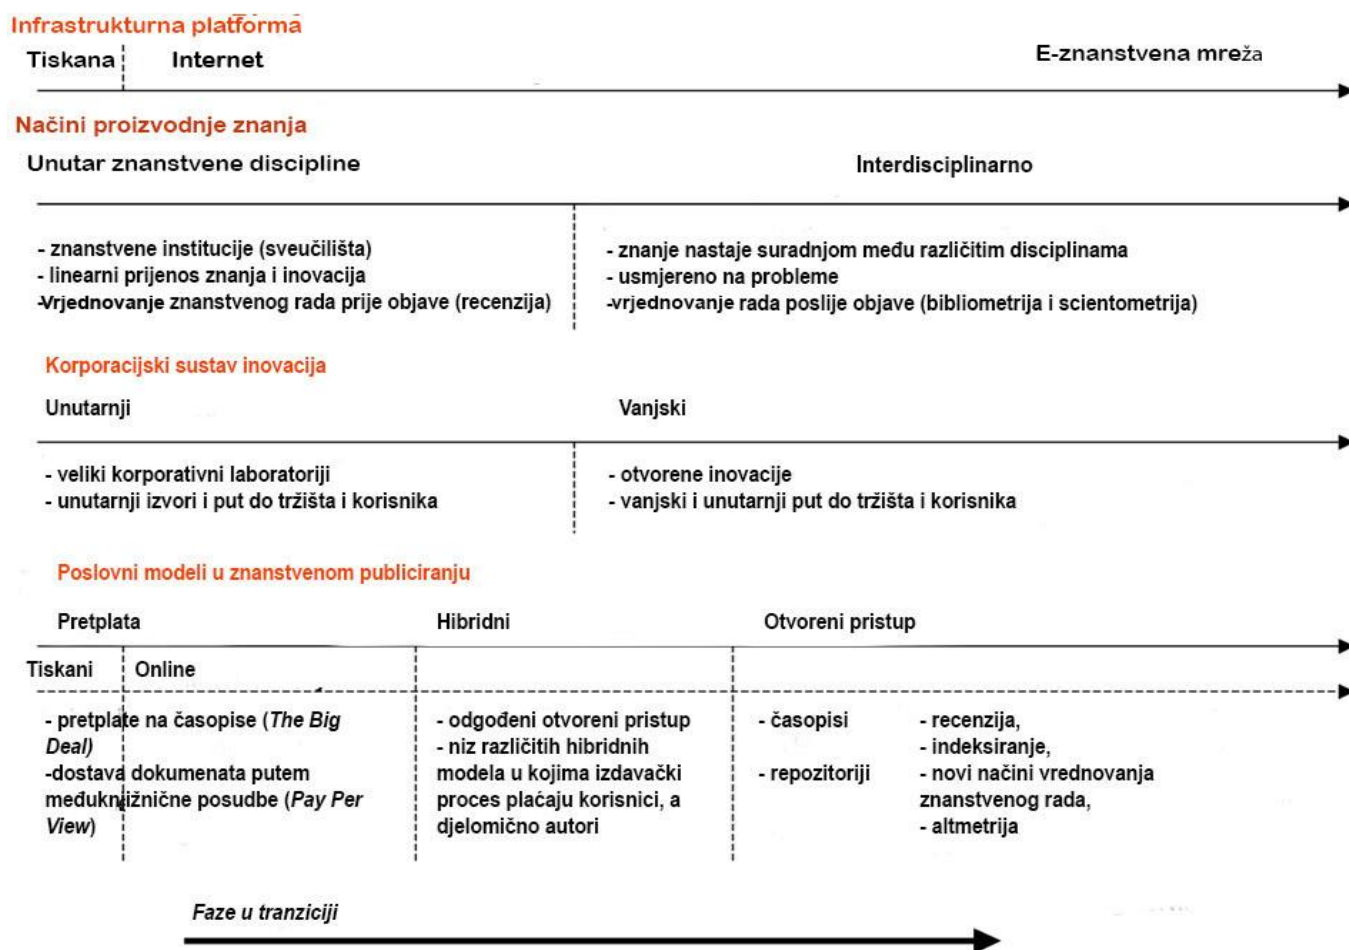 Infrastrukturna platforma
Tiskana Internet E-znanstvena mreža
Načini proizvodnje znanja
Unutar znanstvene discipline Interdisciplinarno
- znanstvene institucije (sveučilišta)
- linearni prijenos znanja i inovacija
-Vrjednovanje znanstvenog rada prije objave (recenzija)
- znanje nastaje suradnjom među različitim disciplinama
- usmjereno na probleme
-vrjednovanje rada poslije objave (bibliometrija i scientometrija)
Korporacijski sustav inovacija
Unutarnji Vanjski
- veliki korporativni laboratoriji
- unutarnji izvori i put do tržišta i korisnika
- otvorene inovacije
- vanjski i unutarnji put do tržišta i korisnika
Poslovni modeli u znanstvenom publiciranju
Pretplata Hibridni Otvoreni pristup
Tiskani Online
- pretplate na časopise (The Big
Deal)
-dostava dokumenata putem
međuknjižnične posudbe (Pay Per
View)
- odgođeni otvoreni pristup
- niz različitih hibridnih
modela u kojima izdavački
proces plaćaju korisnici, a
djelomično autori
- časopisi
- repozitoriji
- recenzija,
- indeksiranje,
- novi načini vrednovanja
znanstvenog rada,
- altmetrija
Faze u tranziciji